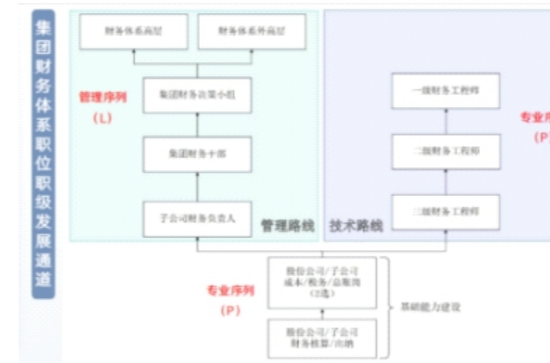 集团财务体系职位职级发展通道
财务体系高层
财务体系外高层
管理序列
（L）
集团财务决策小组
集团财务干部
子公司财务负责人
管理路线
一级财务工程师
二级财务工程师
三级财务工程师
技术路线
专业序
（P
股份公司/子公司
成本/税务/总账岗
（2选）
专业序列
（P）
股份公司/子公司
财务核算/出纳
基础能力建设